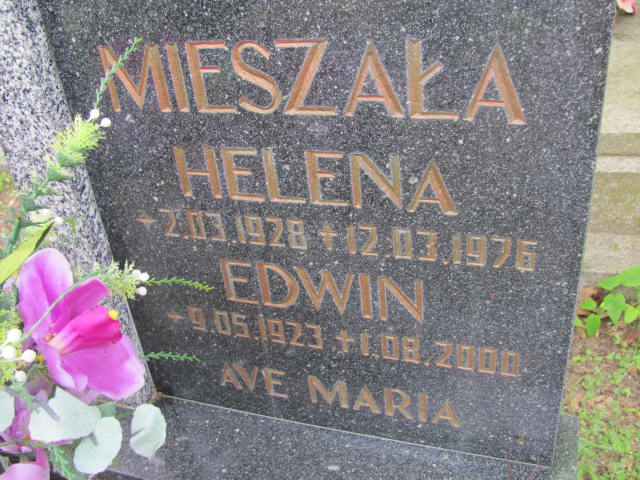 MIESZAŁA
HELENA
+2.03.1928 +12.03.1976
EDWIN
+9.05.1923 +1.08.2000
AVE MARIA